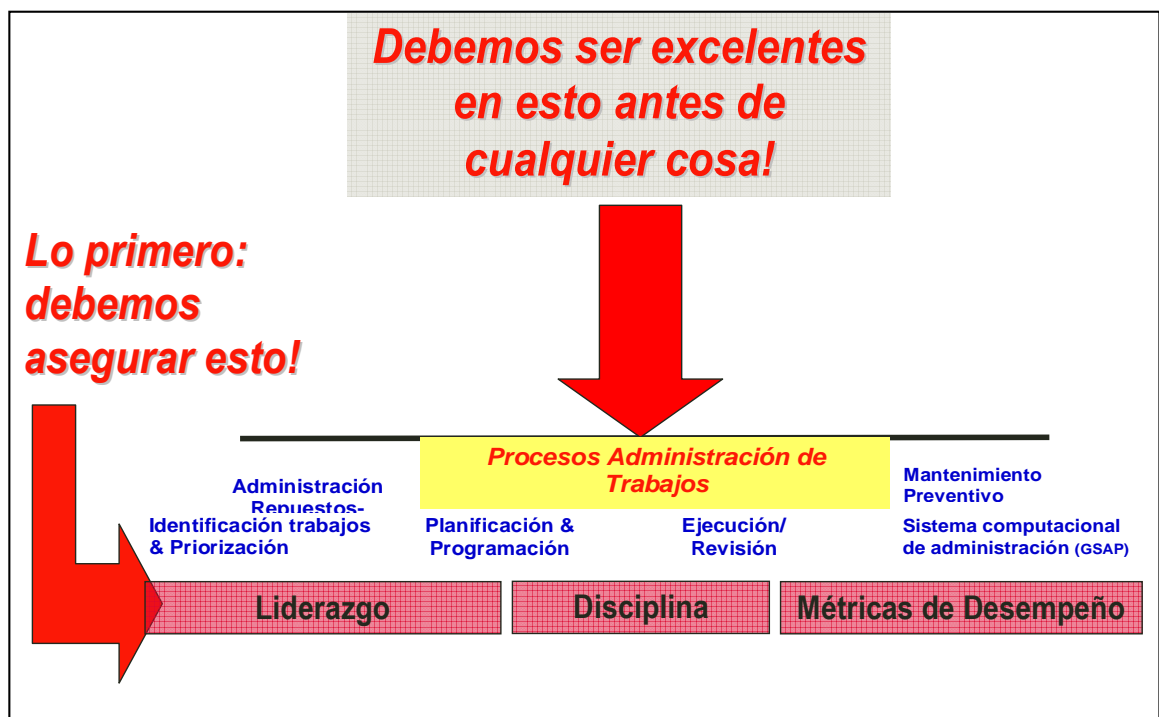 Debemos ser excelentes
en esto antes de
cualquier cosa!
Lo primero:
debemos
asegurar esto!
Procesos Administración de
Trabajos
Administración
Repuestos-
Mantenimiento
Preventivo
Identificación trabajos
& Priorización
Planificación &
Programación
Ejecución/
Revisión
Sistema computacional
de administración (GSAP)
Liderazgo
Disciplina
Métricas de Desempeño